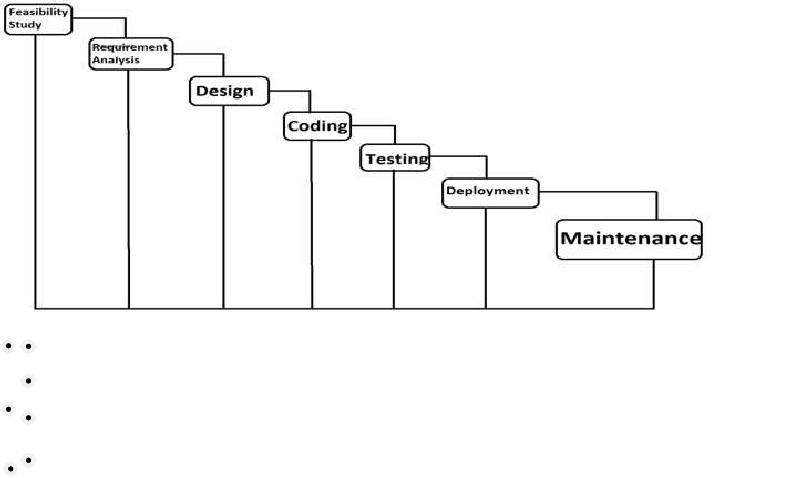 Feasibility
Study
Requirement
Analysis
Design
Coding
Testing
Deployment
Maintenance